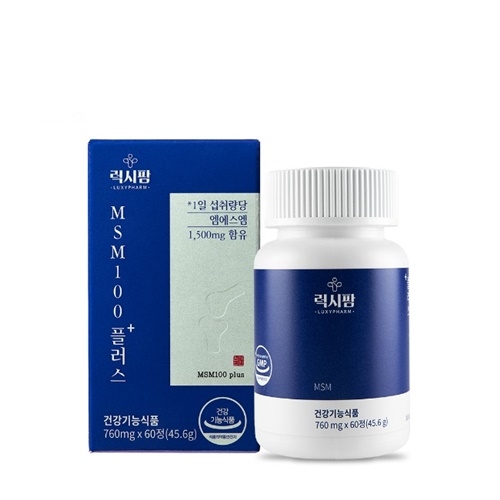 럭시팜
LUXYPHARM
MSM100 플러스+
*1일 섭취량당
엠에스엠
1,500mg 함유
MSM100 plus
건강기능식품
760mg x 60정(45.6g)
건강
기능식품
럭시팜
LUXYPHARM
GMP
MSM
건강기능식품
760 mg x 60정(45.6g)